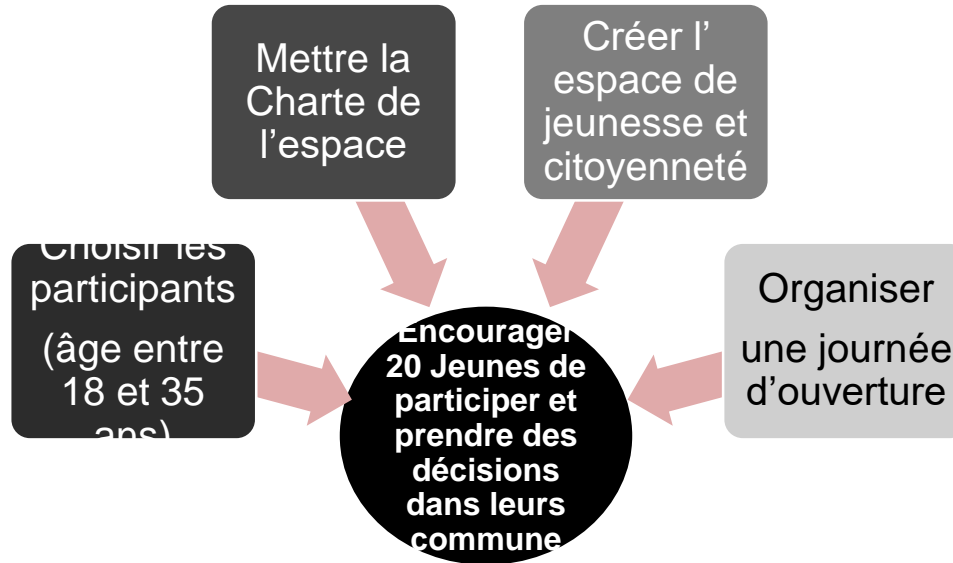 Mettre la
Charte de
l’espace
Créer l’
espace de
jeunesse et
citoyenneté
Choisir les
participants
(âge entre
18 et 35
ans)
Organiser
une journée
d’ouverture
Encourager
20 Jeunes de
participer et
prendre des
décisions
dans leurs
commune